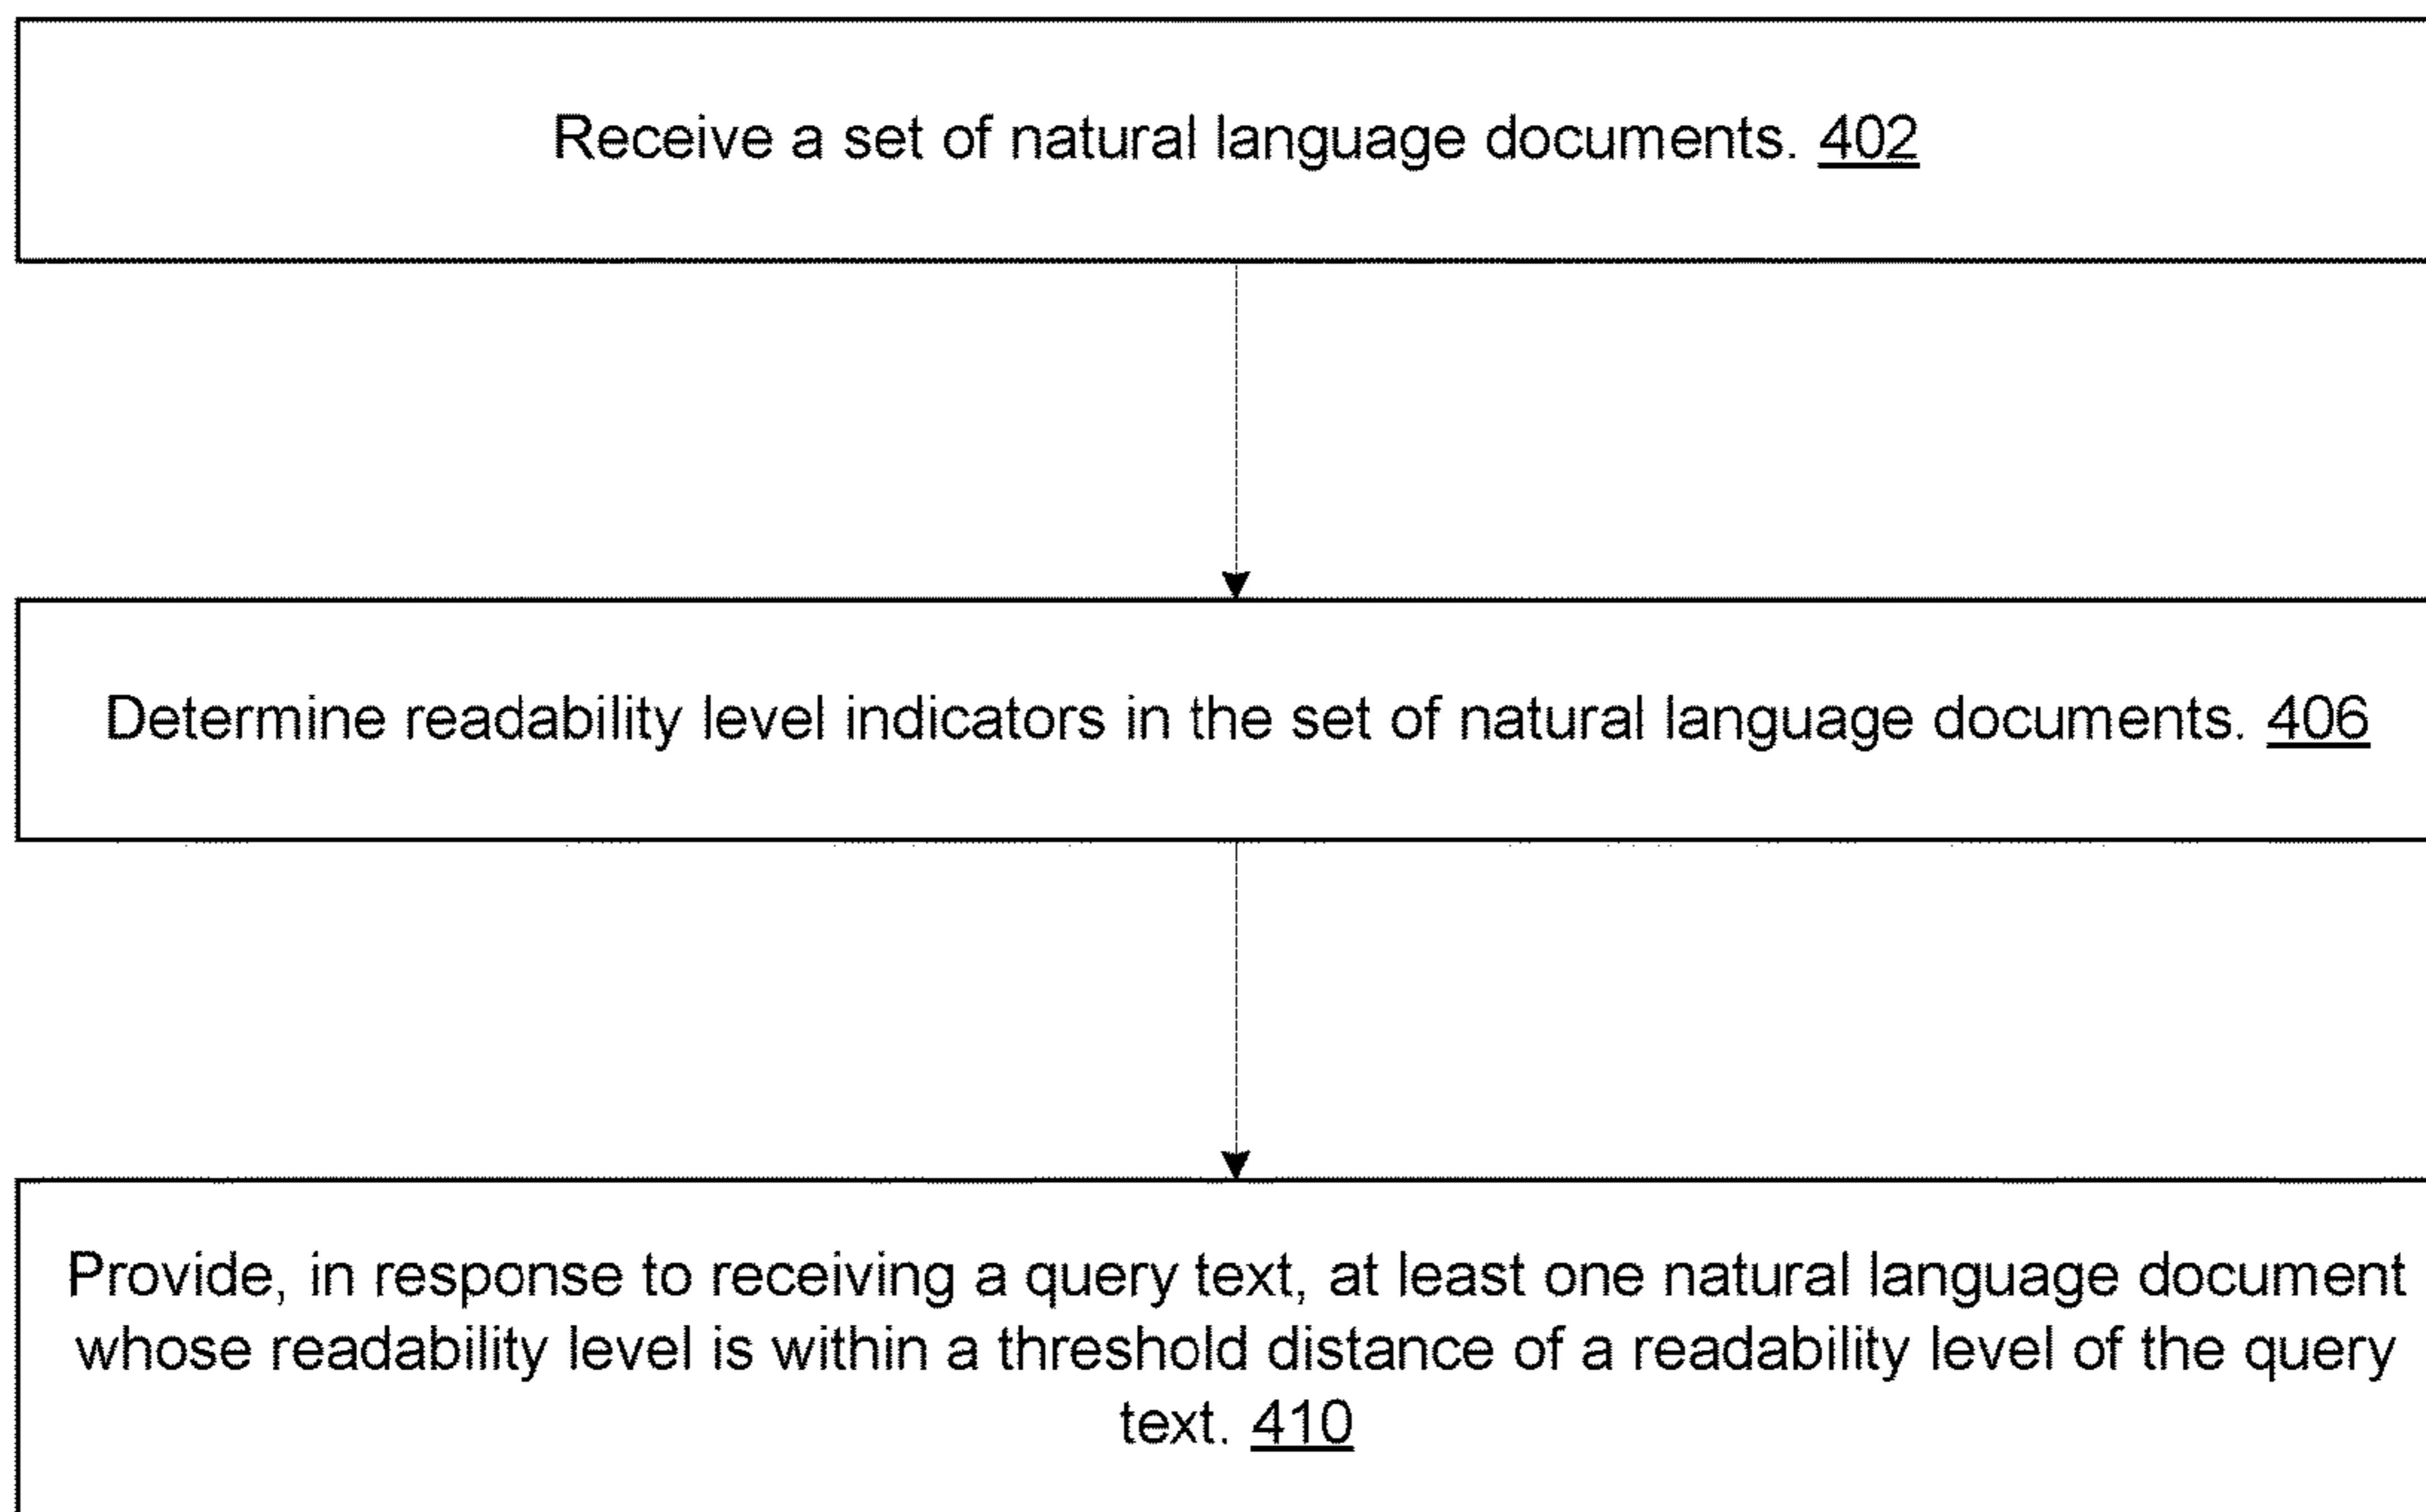 Receive a set of natural language documents. 402
Determine readability level indicators in the set of natural language documents. 406
Provide, in response to receiving a query text, at least one natural language document
whose readability level is within a threshold distance of a readability level of the query
text. 410